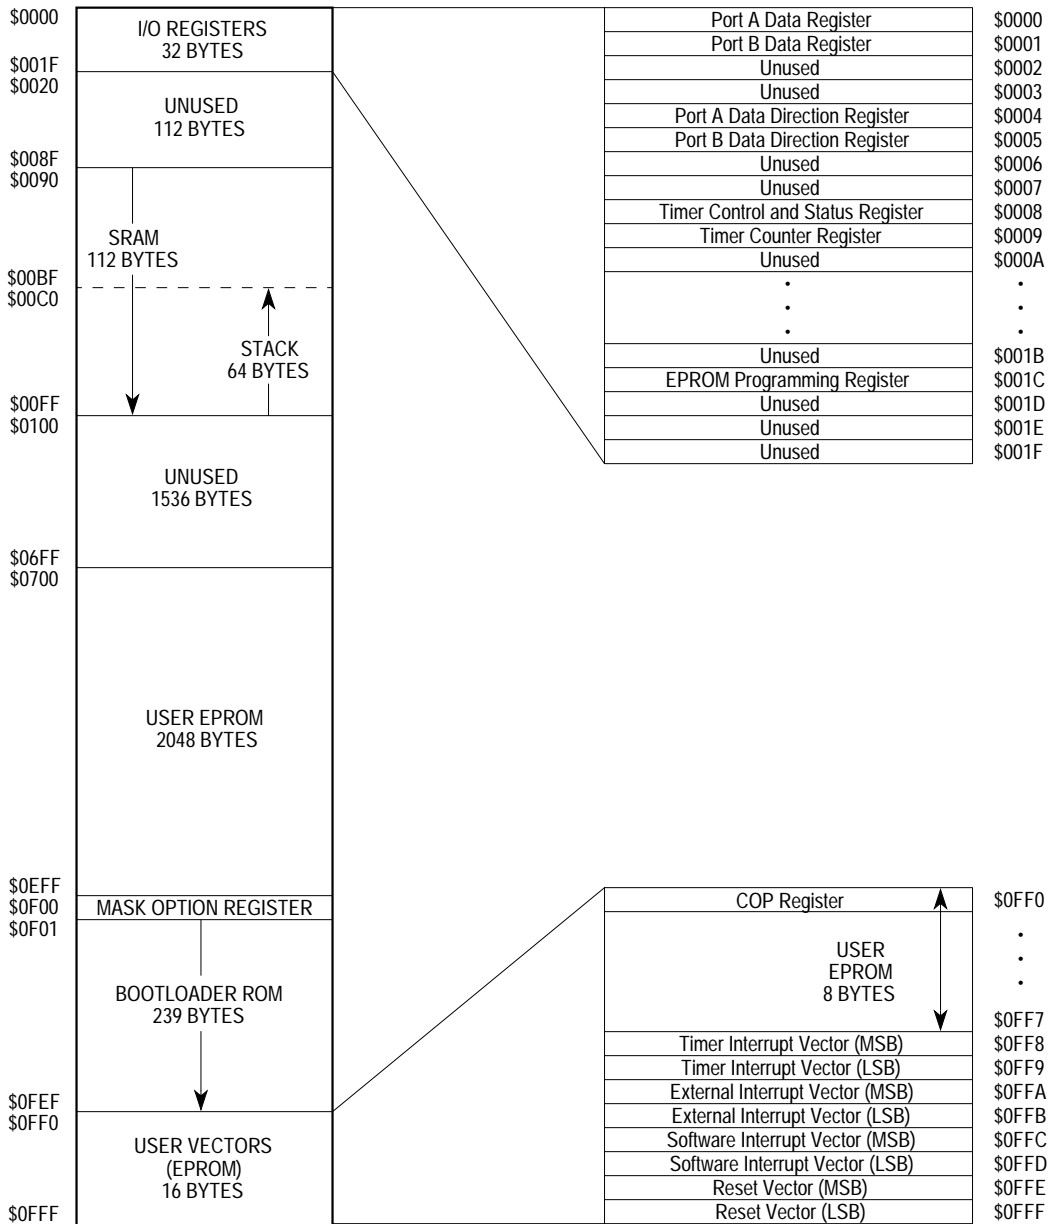 $0000
I/O REGISTERS
32 BYTES
$001F
$0020
UNUSED
112 BYTES
$008F
$0090
SRAM
112 BYTES
$00BF
$00C0
STACK
64 BYTES
$00FF
$0100
UNUSED
1536 BYTES
$06FF
$0700
USER EPROM
2048 BYTES
$0EFF
$0F00 MASK OPTION REGISTER
$0F01
BOOTLOADER ROM
239 BYTES
$0FEF
$0FF0
USER VECTORS
(EPROM)
16 BYTES
$0FFF
Port A Data Register $0000
Port B Data Register $0001
Unused $0002
Unused $0003
Port A Data Direction Register $0004
Port B Data Direction Register $0005
Unused $0006
Unused $0007
Timer Control and Status Register $0008
Timer Counter Register $0009
Unused $000A
• •
• •
• •
Unused $001B
EPROM Programming Register $001C
Unused $001D
Unused $001E
Unused $001F
COP Register $0FF0
•
•
•
USER
EPROM
8 BYTES
$0FF7
Timer Interrupt Vector (MSB) $0FF8
Timer Interrupt Vector (LSB) $0FF9
External Interrupt Vector (MSB) $0FFA
External Interrupt Vector (LSB) $0FFB
Software Interrupt Vector (MSB) $0FFC
Software Interrupt Vector (LSB) $0FFD
Reset Vector (MSB) $0FFE
Reset Vector (LSB) $0FFF